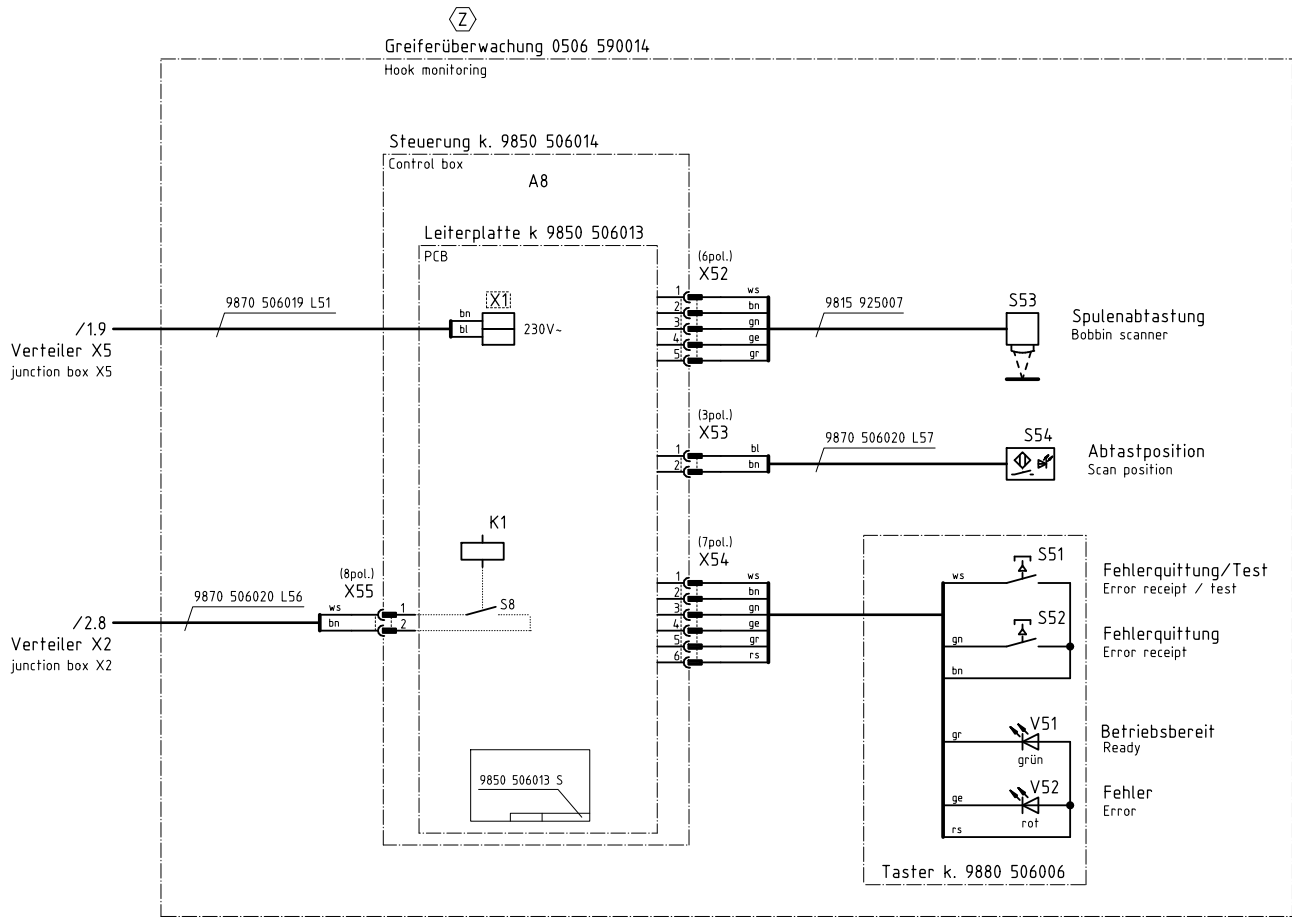 Z
Greiferüberwachung 0506 590014
Hook monitoring
Steuerung k. 9850 506014
Control box
A8
Leiterplatte k 9850 506013
PCB
/1.9
Verteiler X5
junction box X5
9870 506019 L51
bn
bl
X1
230V~
(6pol.)
X52
1 ws
2 bn
3 gn
4 ge
5 gr
9815 925007
S53
Spulenabtastung
Bobbin scanner
(3pol.)
X53
1 bl
2 bn
9870 506020 L57
S54
Abtastposition
Scan position
K1
S8
/2.8
Verteiler X2
junction box X2
9870 506020 L56
(8pol.)
X55
ws 1
bn 2
(7pol.)
X54
1 ws
2 bn
3 gn
4 ge
5 gr
6 rs
ws
S51
Fehlerquittung/Test
Error receipt / test
gn
S52
Fehlerquittung
Error receipt
bn
gr
V51
grün
Betriebsbereit
Ready
ge
V52
rot
Fehler
Error
rs
Taster k. 9880 506006
9850 506013 S